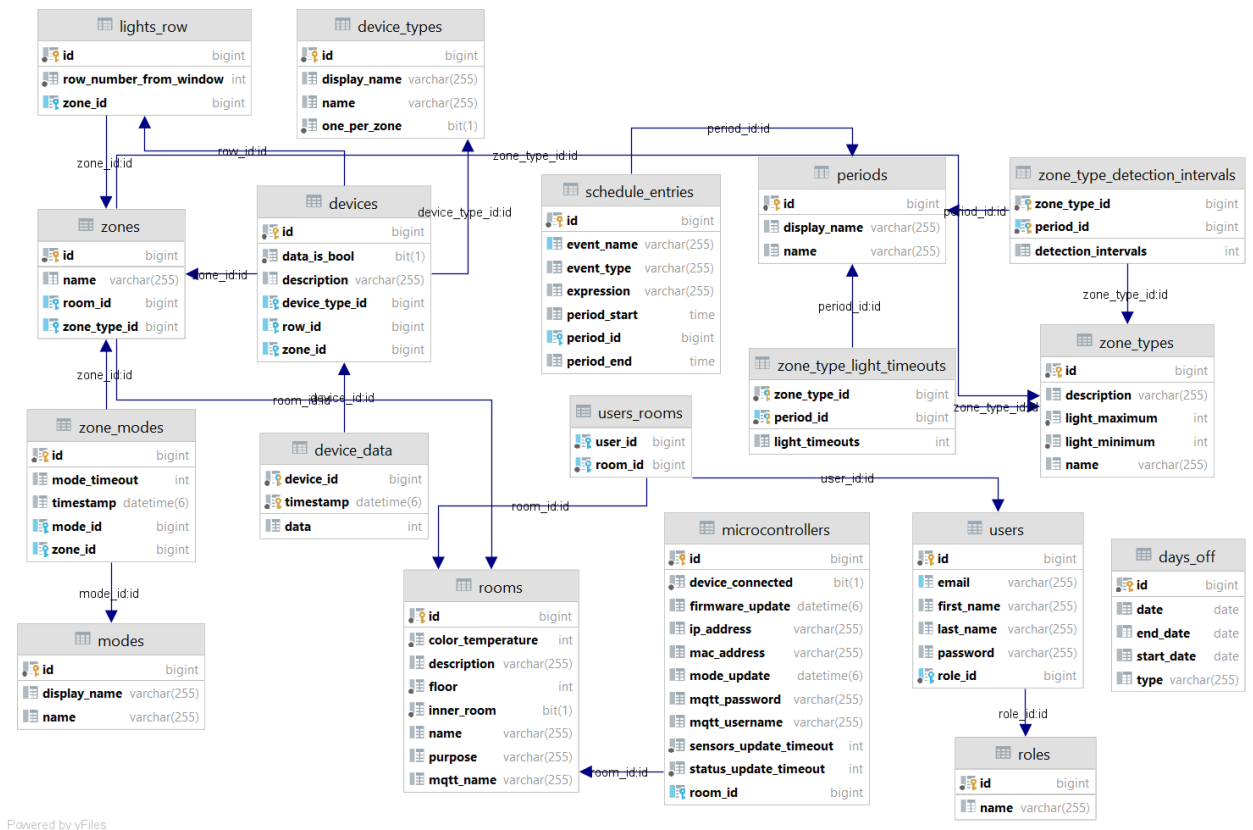 lights_row
id bigint
row_number_from_window int
zone_id bigint
device_types
id bigint
display_name varchar(255)
name varchar(255)
one_per_zone bit(1)
period_id:id
zone_id:id
row_id:id
zone_type_id:id
device_type_id:id
zones
id bigint
name varchar(255)
room_id bigint
zone_type_id bigint
zone_id:id
devices
id bigint
data_is_bool bit(1)
description varchar(255)
device_type_id bigint
row_id bigint
zone_id bigint
schedule_entries
id bigint
event_name varchar(255)
event_type varchar(255)
expression varchar(255)
period_start time
period_id bigint
period_end time
periods
id bigint
display_name varchar(255)
name varchar(255)
period_id:id
zone_type_detection_intervals
zone_type_id bigint
period_id bigint
detection_intervals int
zone_type_id:id
period_id:id
zone_types
id bigint
description varchar(255)
light_maximum int
light_minimum int
name varchar(255)
zone_type_light_timeouts
zone_type_id bigint
period_id bigint
light_timeouts int
zone_type_id:id
zone_id:id
room_id:id
device_id:id
zone_modes
id bigint
mode_timeout int
timestamp datetime(6)
mode_id bigint
zone_id bigint
device_data
device_id bigint
timestamp datetime(6)
data int
users_rooms
user_id bigint
room_id bigint
user_id:id
room_id:id
mode_id:id
modes
id bigint
display_name varchar(255)
name varchar(255)
rooms
id bigint
color_temperature int
description varchar(255)
floor int
inner_room bit(1)
name varchar(255)
purpose varchar(255)
mqtt_name varchar(255)
room_id:id
microcontrollers
id bigint
device_connected bit(1)
firmware_update datetime(6)
ip_address varchar(255)
mac_address varchar(255)
mode_update datetime(6)
mqtt_password varchar(255)
mqtt_username varchar(255)
sensors_update_timeout int
status_update_timeout int
room_id bigint
users
id bigint
email varchar(255)
first_name varchar(255)
last_name varchar(255)
password varchar(255)
role_id bigint
role_id:id
roles
id bigint
name varchar(255)
days_off
id bigint
date date
end_date date
start_date date
type varchar(255)
Powered by yFiles